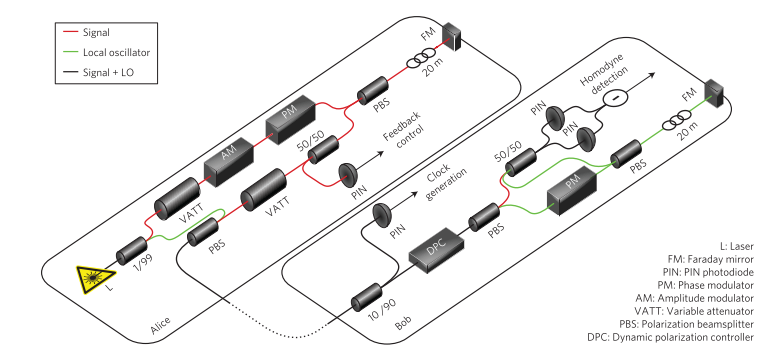 Signal
Local oscillator
Signal + LO
FM
20 m
PBS
PM
AM
50/50
Feedback
control
PIN
VATT
VATT
PBS
1/99
L
Alice
Homodyne
detection
PIN
PIN
–
FM
20 m
50/50
PBS
PM
Clock
generation
PIN
PBS
DPC
10/90
Bob
L: Laser
FM: Faraday mirror
PIN: PIN photodiode
PM: Phase modulator
AM: Amplitude modulator
VATT: Variable attenuator
PBS: Polarization beamsplitter
DPC: Dynamic polarization controller